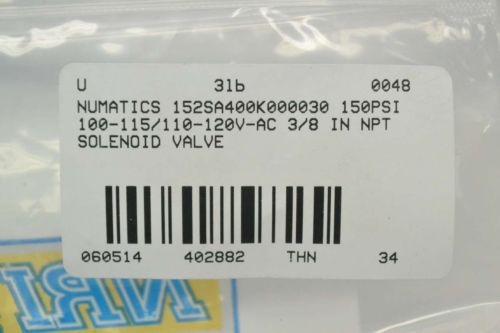 U 3lb 0048
NUMATICS 152SA400K000030 150PSI
100-115/110-120V-AC 3/8 IN NPT
SOLENOID VALVE
060514 402882 THN 34